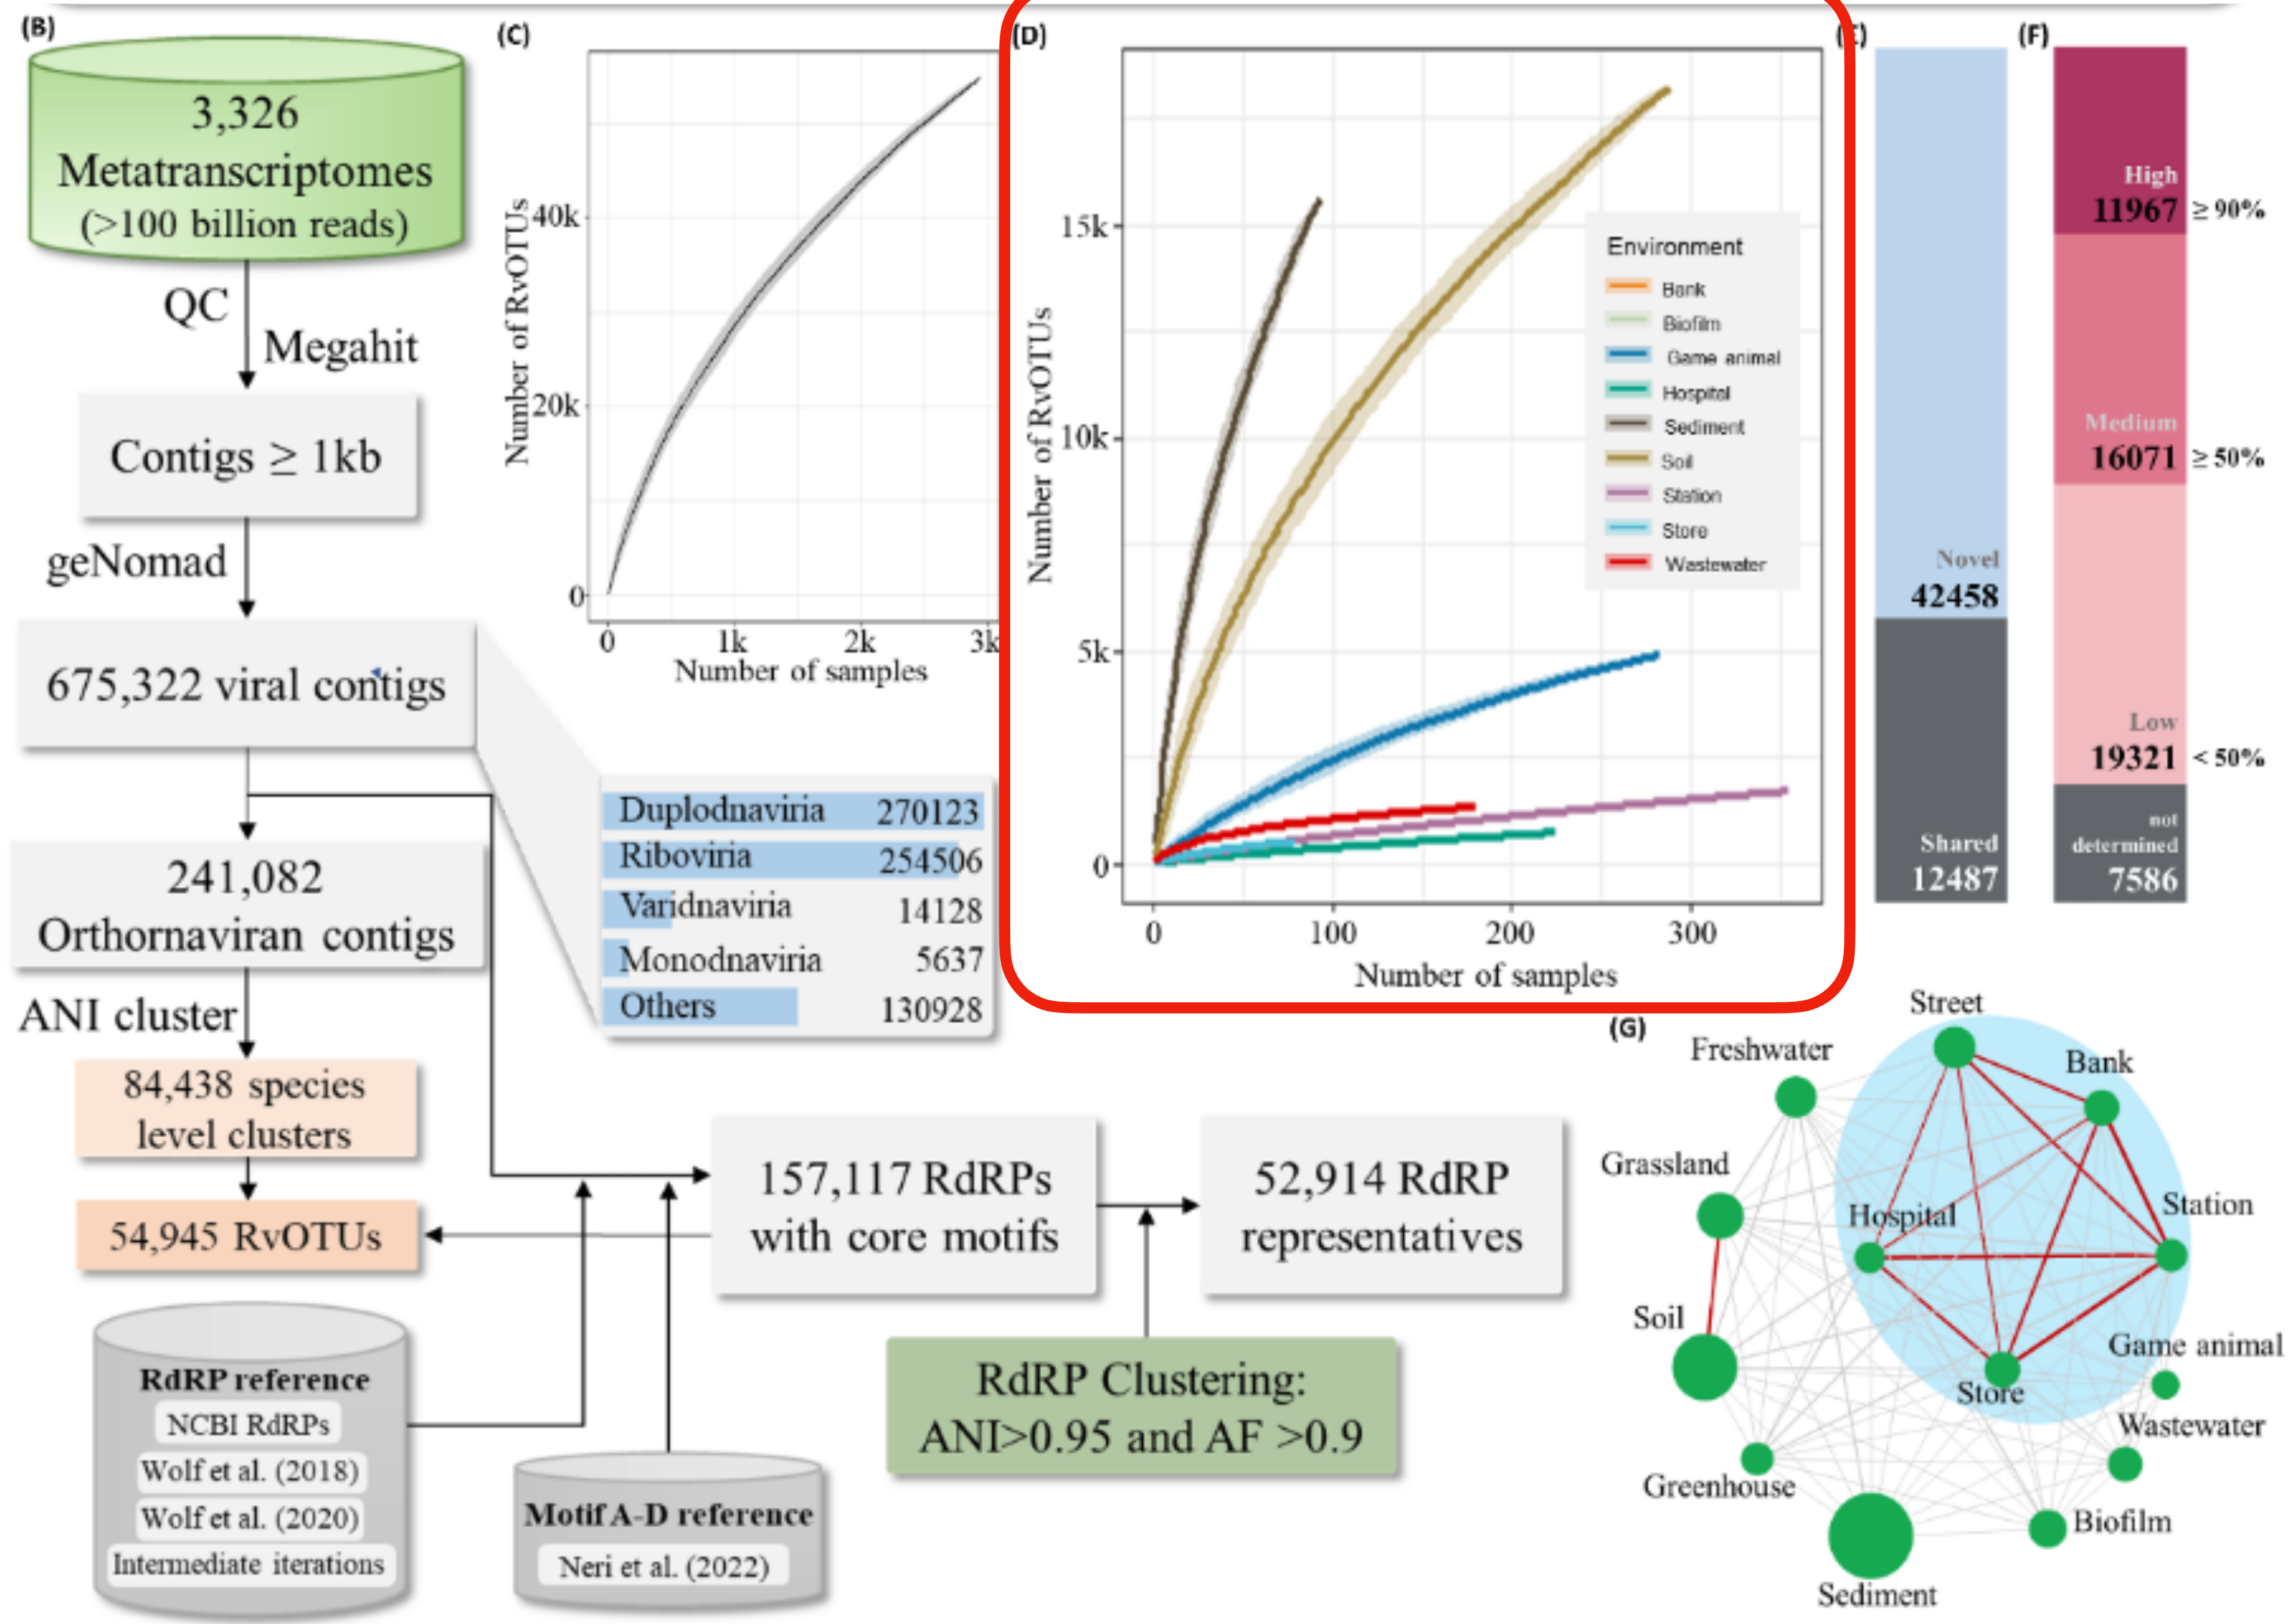 (B)
3,326
Metatranscriptomes
(>100 billion reads)
QC
Megahit
Contigs ≥ 1kb
geNomad
675,322 viral contigs
241,082
Orthornaviran contigs
ANI cluster
84,438 species
level clusters
54,945 RvOTUs
RdRP reference
NCBI RdRPs
Wolf et al. (2018)
Wolf et al. (2020)
Intermediate iterations
Motif A-D reference
Neri et al. (2022)
157,117 RdRPs
with core motifs
52,914 RdRP
representatives
RdRP Clustering:
ANI>0.95 and AF >0.9
Duplodnaviria 270123
Riboviria 254506
Varidnaviria 14128
Monodnaviria 5637
Others 130928
(C)
Number of RvOTUs
40k
20k
0
0 1k 2k 3k
Number of samples
(D)
Number of RvOTUs
15k
10k
5k
0
0 100 200 300
Number of samples
Environment
Bank
Biofilm
Game animal
Hospital
Sediment
Soil
Station
Store
Wastewater
(E)
Novel
42458
Shared
12487
(F)
High
11967 ≥ 90%
Medium
16071 ≥ 50%
Low
19321 < 50%
not
determined
7586
(G)
Street
Freshwater
Bank
Grassland
Hospital
Station
Soil
Game animal
Store
Wastewater
Greenhouse
Biofilm
Sediment